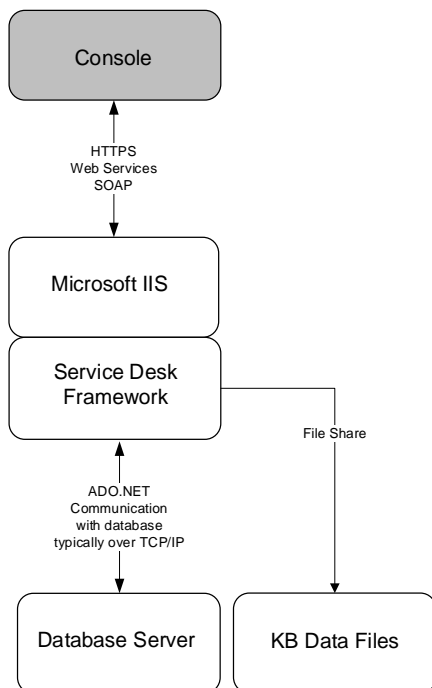 Console
HTTPS
Web Services
SOAP
Microsoft IIS
Service Desk
Framework
File Share
ADO.NET
Communication
with database
typically over TCP/IP
Database Server
KB Data Files